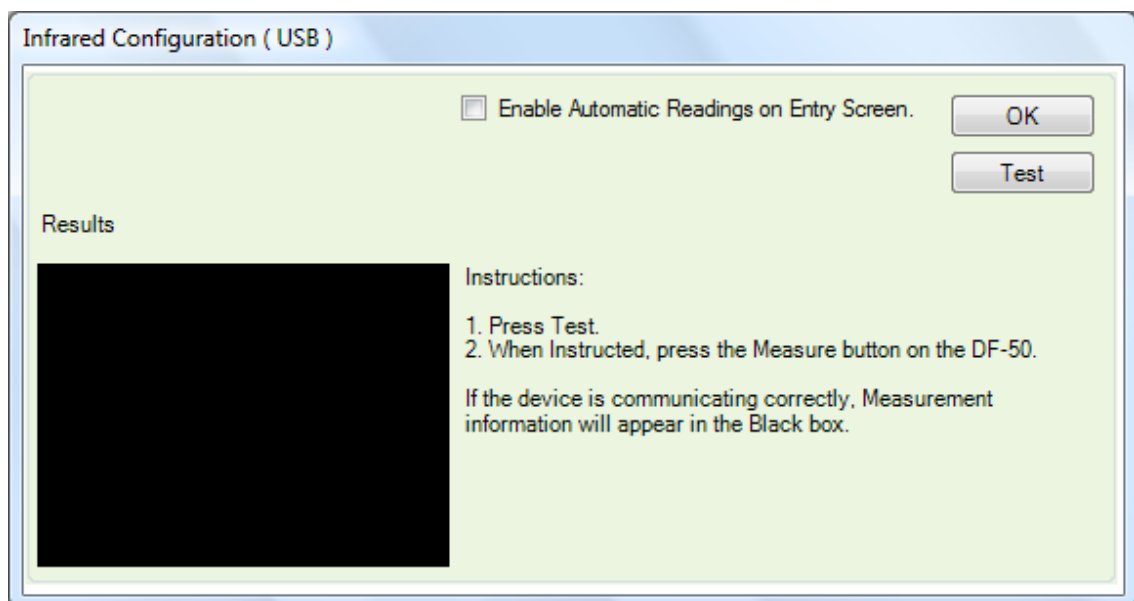 Infrared Configuration ( USB )
Enable Automatic Readings on Entry Screen.
OK
Test
Results
Instructions:
1. Press Test.
2. When Instructed, press the Measure button on the DF-50.
If the device is communicating correctly, Measurement
information will appear in the Black box.